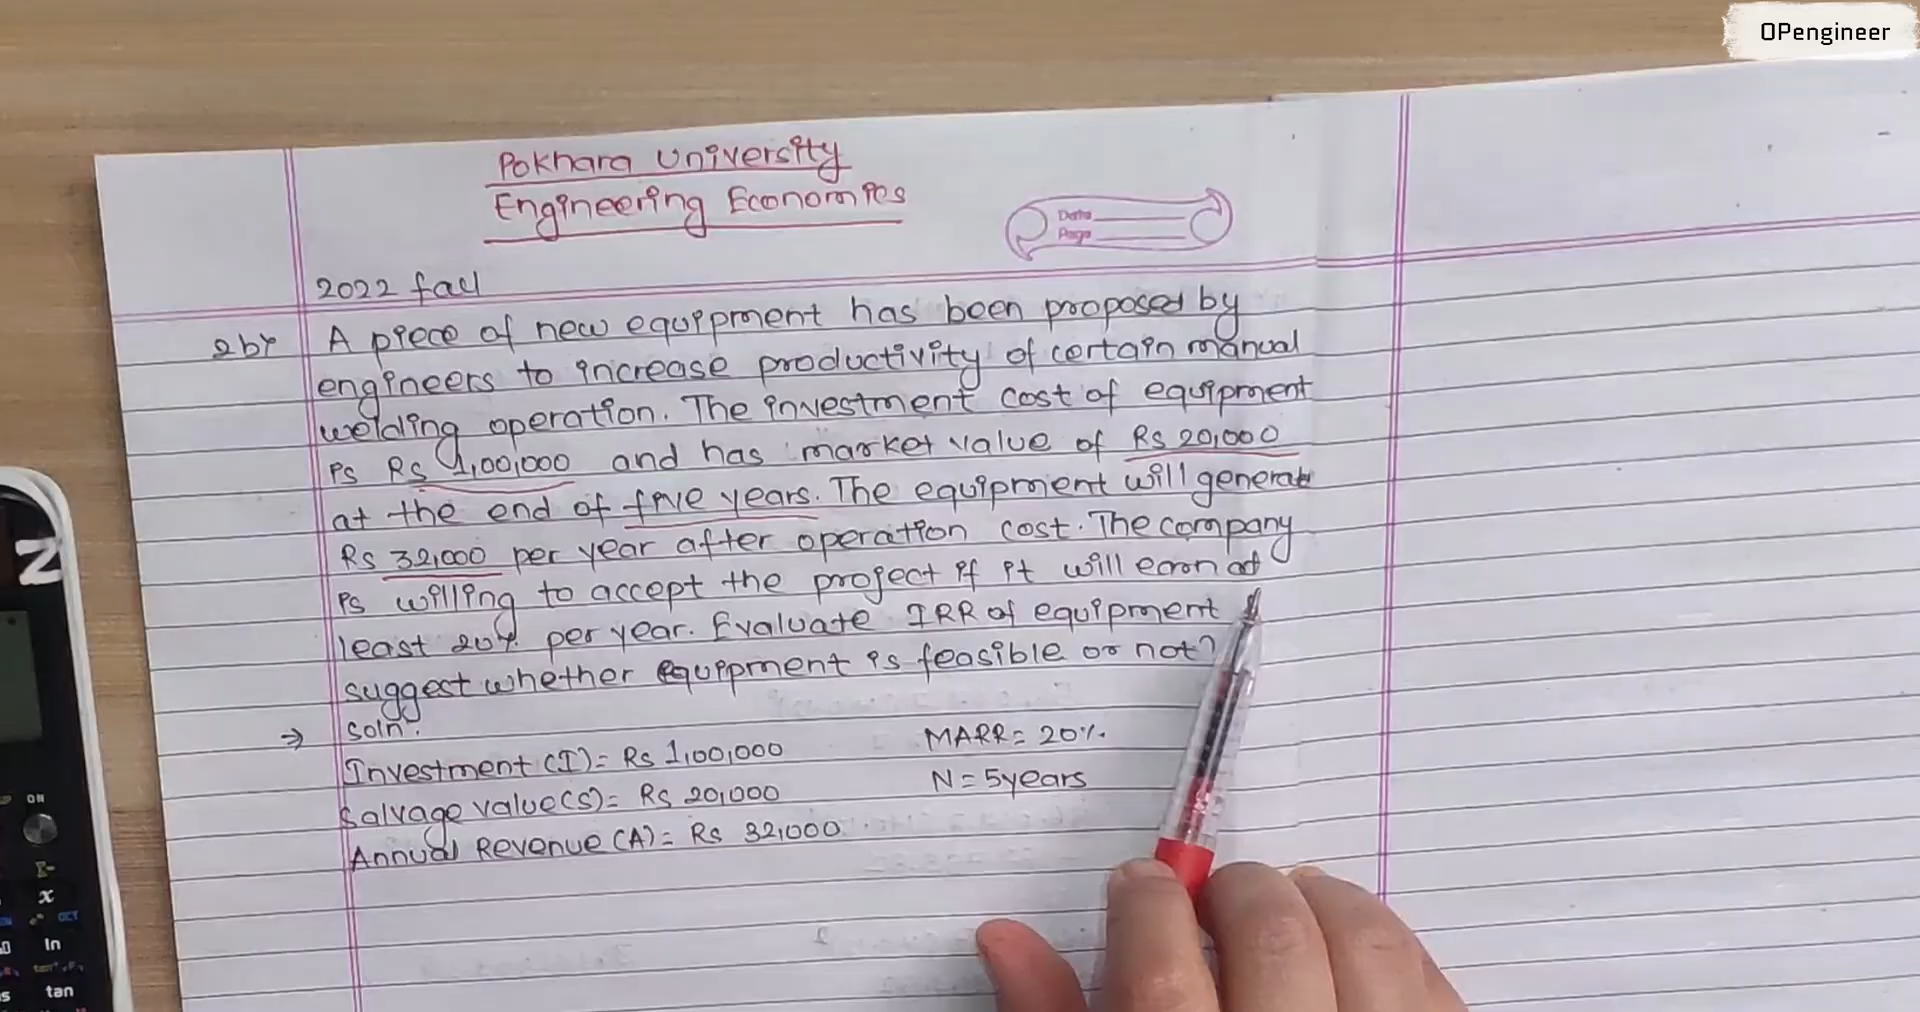 OPengineer
Pokhara University
Engineering Economics
Date
Page
2022 fall
2b) A piece of new equipment has been proposed by
engineers to increase productivity of certain manual
welding operation. The investment cost of equipment
is Rs 1,00,000 and has market value of Rs 20,000
at the end of five years. The equipment will generate
Rs 32,000 per year after operation cost. The company
is willing to accept the project if it will earn at
least 20% per year. Evaluate IRR of equipment
suggest whether equipment is feasible or not?
→ Soln:
Investment (I) = Rs 1,00,000 MARR = 20%
Salvage value (S) = Rs 20,000 N = 5 years
Annual Revenue (A) = Rs 32,000
N
ON
x
OCT
ln
tan